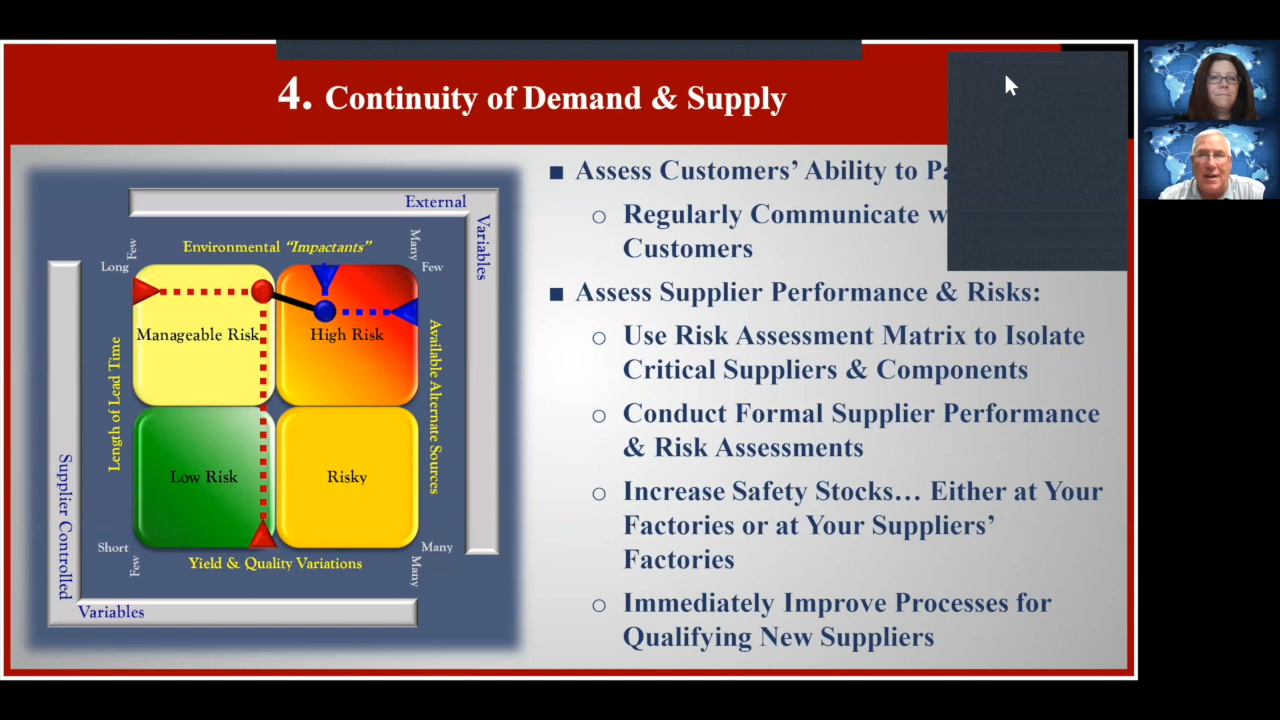 4. Continuity of Demand & Supply
External
Variables
Environmental “Impactants”
Few
Many
Long
Few
Manageable Risk
High Risk
Length of Lead Time
Available Alternate Sources
Low Risk
Risky
Supplier Controlled
Short
Many
Few
Yield & Quality Variations
Many
Variables
■ Assess Customers’ Ability to
○ Regularly Communicate
Customers
■ Assess Supplier Performance & Risks:
○ Use Risk Assessment Matrix to Isolate
Critical Suppliers & Components
○ Conduct Formal Supplier Performance
& Risk Assessments
○ Increase Safety Stocks… Either at Your
Factories or at Your Suppliers’
Factories
○ Immediately Improve Processes for
Qualifying New Suppliers